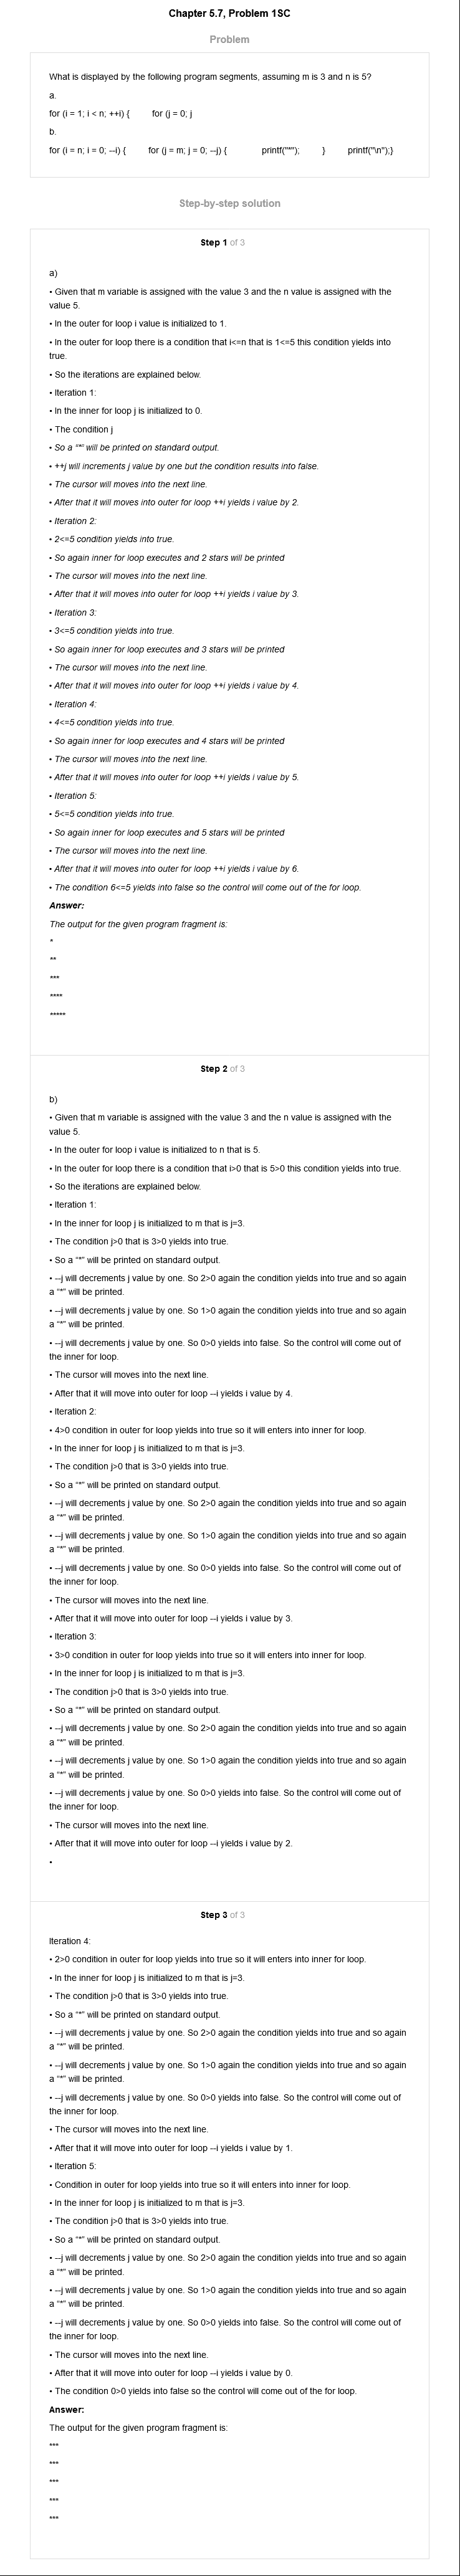 Chapter 5.7, Problem 1SC
Problem
What is displayed by the following program segments, assuming m is 3 and n is 5?
a.
for (i = 1; i < n; ++i) { for (j = 0; j
b.
for (i = n; i = 0; --i) { for (j = m; j = 0; --j) { printf("*"); } printf("\n");}
Step-by-step solution
Step 1 of 3
a)
• Given that m variable is assigned with the value 3 and the n value is assigned with the
value 5.
• In the outer for loop i value is initialized to 1.
• In the outer for loop there is a condition that i<=n that is 1<=5 this condition yields into
true.
• So the iterations are explained below.
• Iteration 1:
• In the inner for loop j is initialized to 0.
• The condition j
• So a "*" will be printed on standard output.
• ++j will increments j value by one but the condition results into false.
• The cursor will moves into the next line.
• After that it will moves into outer for loop ++i yields i value by 2.
• Iteration 2:
• 2<=5 condition yields into true.
• So again inner for loop executes and 2 stars will be printed
• The cursor will moves into the next line.
• After that it will moves into outer for loop ++i yields i value by 3.
• Iteration 3:
• 3<=5 condition yields into true.
• So again inner for loop executes and 3 stars will be printed
• The cursor will moves into the next line.
• After that it will moves into outer for loop ++i yields i value by 4.
• Iteration 4:
• 4<=5 condition yields into true.
• So again inner for loop executes and 4 stars will be printed
• The cursor will moves into the next line.
• After that it will moves into outer for loop ++i yields i value by 5.
• Iteration 5:
• 5<=5 condition yields into true.
• So again inner for loop executes and 5 stars will be printed
• The cursor will moves into the next line.
• After that it will moves into outer for loop ++i yields i value by 6.
• The condition 6<=5 yields into false so the control will come out of the for loop.
Answer:
The output for the given program fragment is:
*
**
***
****
*****
Step 2 of 3
b)
• Given that m variable is assigned with the value 3 and the n value is assigned with the
value 5.
• In the outer for loop i value is initialized to n that is 5.
• In the outer for loop there is a condition that i>0 that is 5>0 this condition yields into true.
• So the iterations are explained below.
• Iteration 1:
• In the inner for loop j is initialized to m that is j=3.
• The condition j>0 that is 3>0 yields into true.
• So a "*" will be printed on standard output.
• --j will decrements j value by one. So 2>0 again the condition yields into true and so again
a "*" will be printed.
• --j will decrements j value by one. So 1>0 again the condition yields into true and so again
a "*" will be printed.
• --j will decrements j value by one. So 0>0 yields into false. So the control will come out of
the inner for loop.
• The cursor will moves into the next line.
• After that it will move into outer for loop --i yields i value by 4.
• Iteration 2:
• 4>0 condition in outer for loop yields into true so it will enters into inner for loop.
• In the inner for loop j is initialized to m that is j=3.
• The condition j>0 that is 3>0 yields into true.
• So a "*" will be printed on standard output.
• --j will decrements j value by one. So 2>0 again the condition yields into true and so again
a "*" will be printed.
• --j will decrements j value by one. So 1>0 again the condition yields into true and so again
a "*" will be printed.
• --j will decrements j value by one. So 0>0 yields into false. So the control will come out of
the inner for loop.
• The cursor will moves into the next line.
• After that it will move into outer for loop --i yields i value by 3.
• Iteration 3:
• 3>0 condition in outer for loop yields into true so it will enters into inner for loop.
• In the inner for loop j is initialized to m that is j=3.
• The condition j>0 that is 3>0 yields into true.
• So a "*" will be printed on standard output.
• --j will decrements j value by one. So 2>0 again the condition yields into true and so again
a "*" will be printed.
• --j will decrements j value by one. So 1>0 again the condition yields into true and so again
a "*" will be printed.
• --j will decrements j value by one. So 0>0 yields into false. So the control will come out of
the inner for loop.
• The cursor will moves into the next line.
• After that it will move into outer for loop --i yields i value by 2.
•
Step 3 of 3
Iteration 4:
• 2>0 condition in outer for loop yields into true so it will enters into inner for loop.
• In the inner for loop j is initialized to m that is j=3.
• The condition j>0 that is 3>0 yields into true.
• So a "*" will be printed on standard output.
• --j will decrements j value by one. So 2>0 again the condition yields into true and so again
a "*" will be printed.
• --j will decrements j value by one. So 1>0 again the condition yields into true and so again
a "*" will be printed.
• --j will decrements j value by one. So 0>0 yields into false. So the control will come out of
the inner for loop.
• The cursor will moves into the next line.
• After that it will move into outer for loop --i yields i value by 1.
• Iteration 5:
• Condition in outer for loop yields into true so it will enters into inner for loop.
• In the inner for loop j is initialized to m that is j=3.
• The condition j>0 that is 3>0 yields into true.
• So a "*" will be printed on standard output.
• --j will decrements j value by one. So 2>0 again the condition yields into true and so again
a "*" will be printed.
• --j will decrements j value by one. So 1>0 again the condition yields into true and so again
a "*" will be printed.
• --j will decrements j value by one. So 0>0 yields into false. So the control will come out of
the inner for loop.
• The cursor will moves into the next line.
• After that it will move into outer for loop --i yields i value by 0.
• The condition 0>0 yields into false so the control will come out of the for loop.
Answer:
The output for the given program fragment is:
***
***
***
***
***